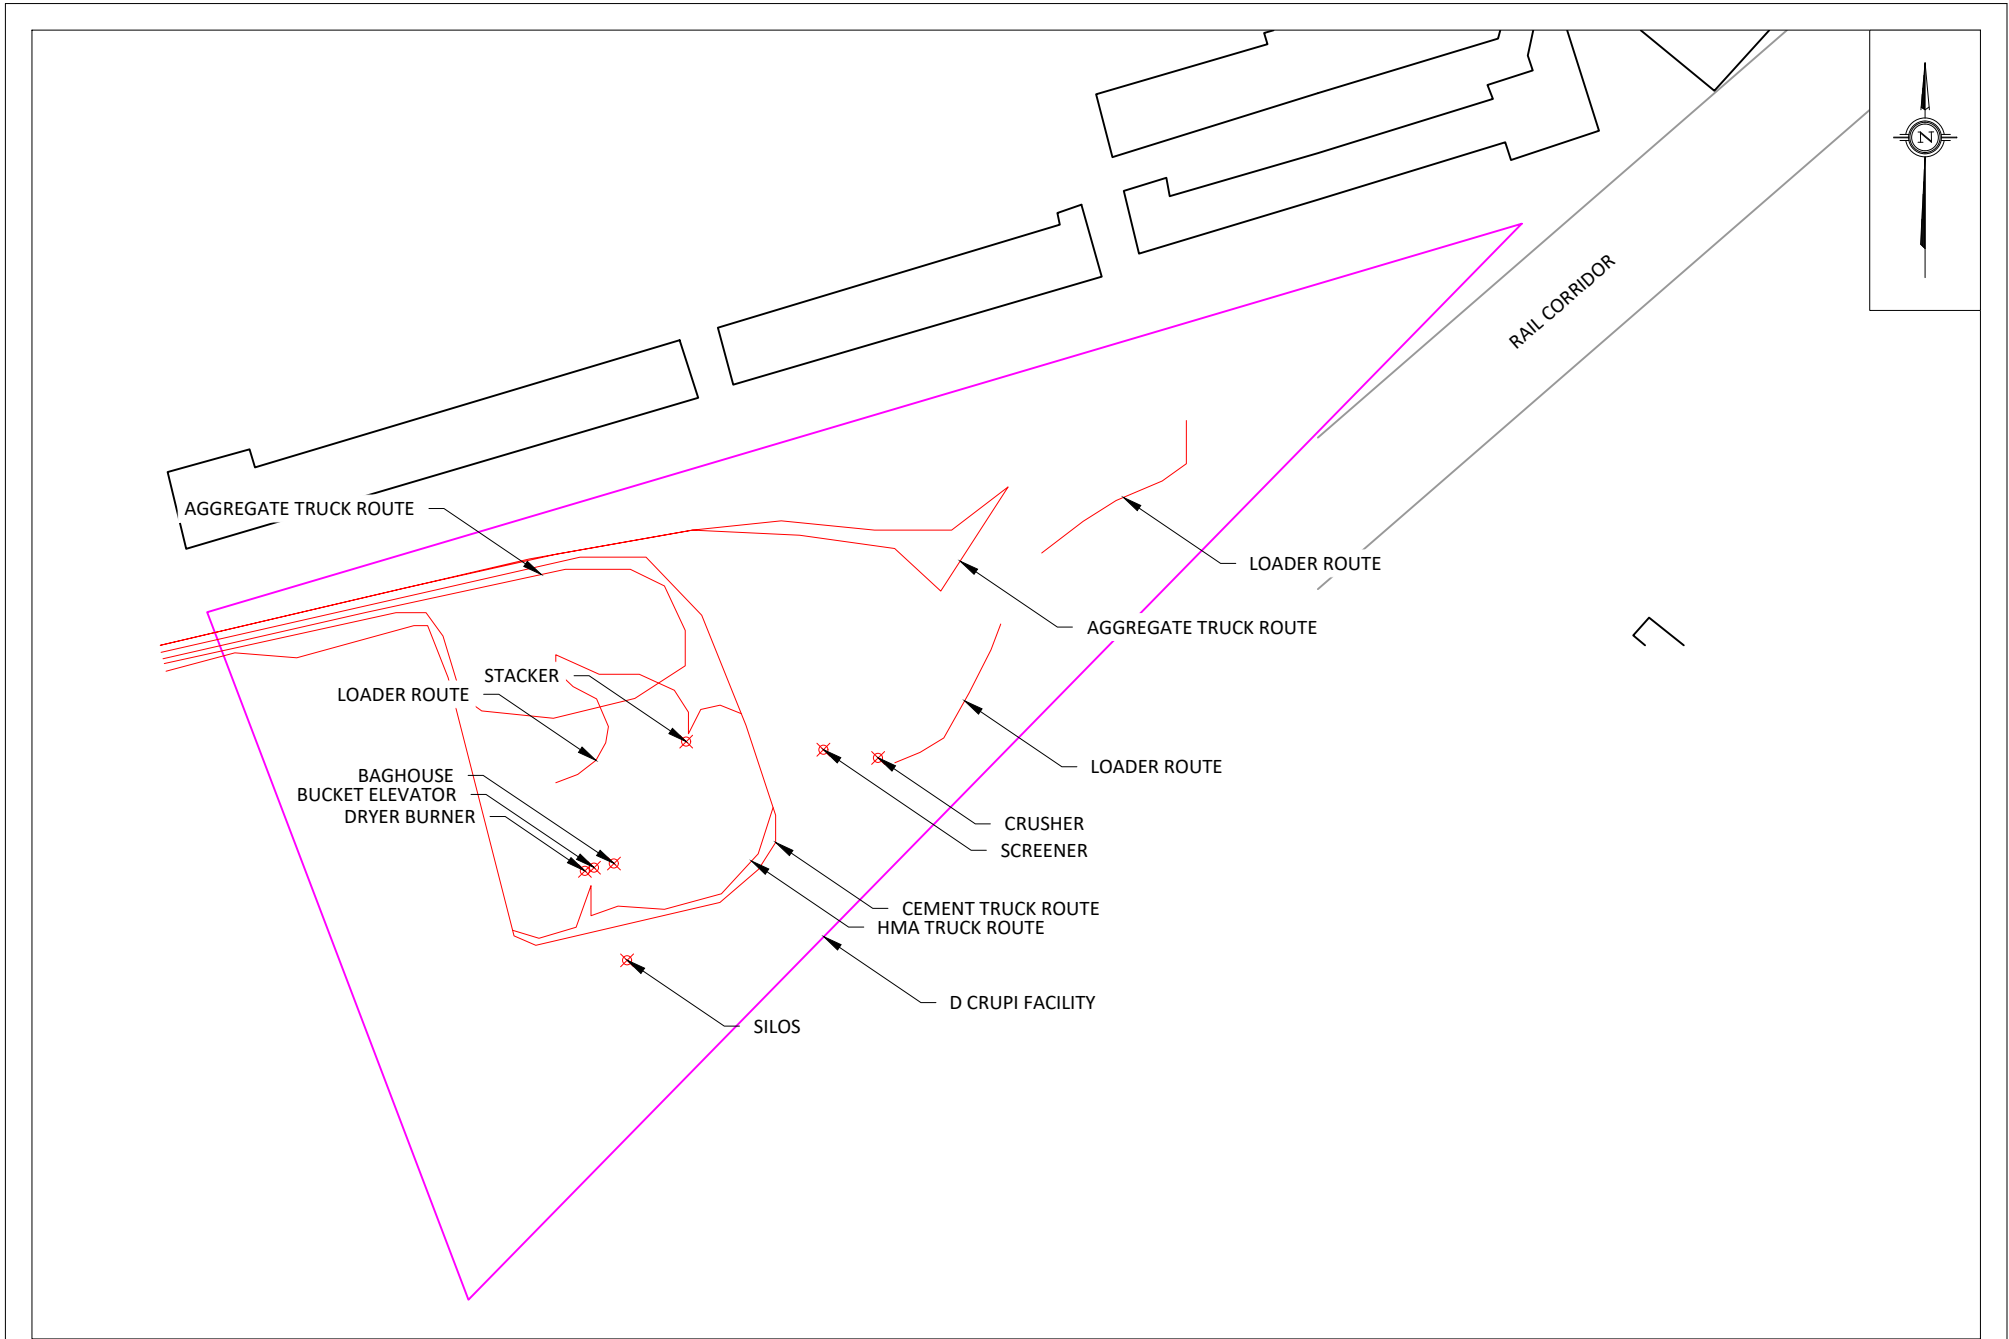 N
RAIL CORRIDOR
AGGREGATE TRUCK ROUTE
LOADER ROUTE
AGGREGATE TRUCK ROUTE
STACKER
LOADER ROUTE
LOADER ROUTE
BAGHOUSE
BUCKET ELEVATOR
DRYER BURNER
CRUSHER
SCREENER
CEMENT TRUCK ROUTE
HMA TRUCK ROUTE
D CRUPI FACILITY
SILOS